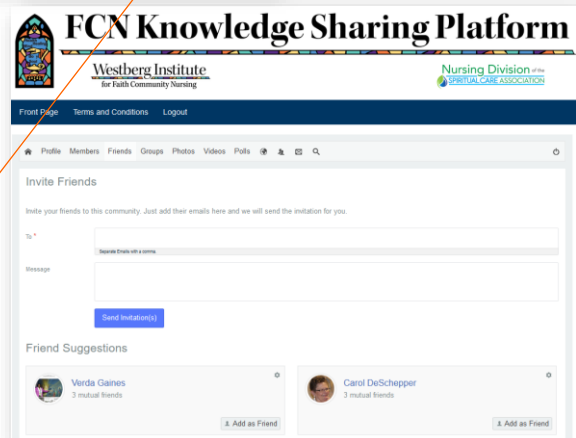 FCN Knowledge Sharing Platform
Westberg Institute
for Faith Community Nursing
Nursing Division of the
SPIRITUAL CARE ASSOCIATION
Front Page Terms and Conditions Logout
Profile Members Friends Groups Photos Videos Polls
Invite Friends
Invite your friends to this community. Just add their emails here and we will send the invitation for you.
To *
Separate Emails with a comma.
Message
Send Invitation(s)
Friend Suggestions
Verda Gaines
3 mutual friends
Add as Friend
Carol DeSchepper
3 mutual friends
Add as Friend